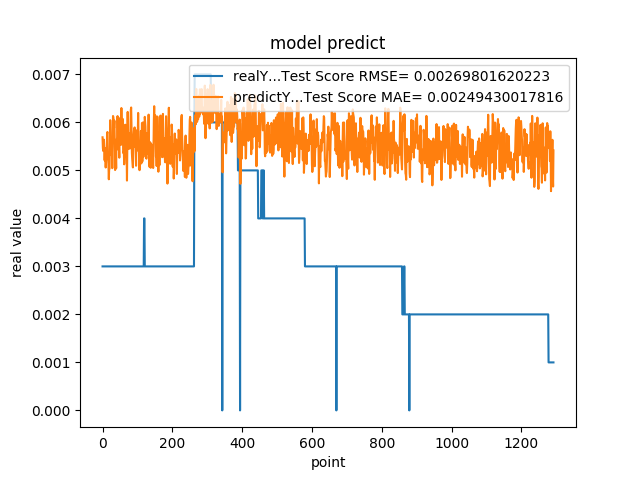 model predict
realY...Test Score RMSE= 0.00269801620223
predictY...Test Score MAE= 0.00249430017816
0.007
0.006
0.005
0.004
0.003
0.002
0.001
0.000
real value
0 200 400 600 800 1000 1200
point